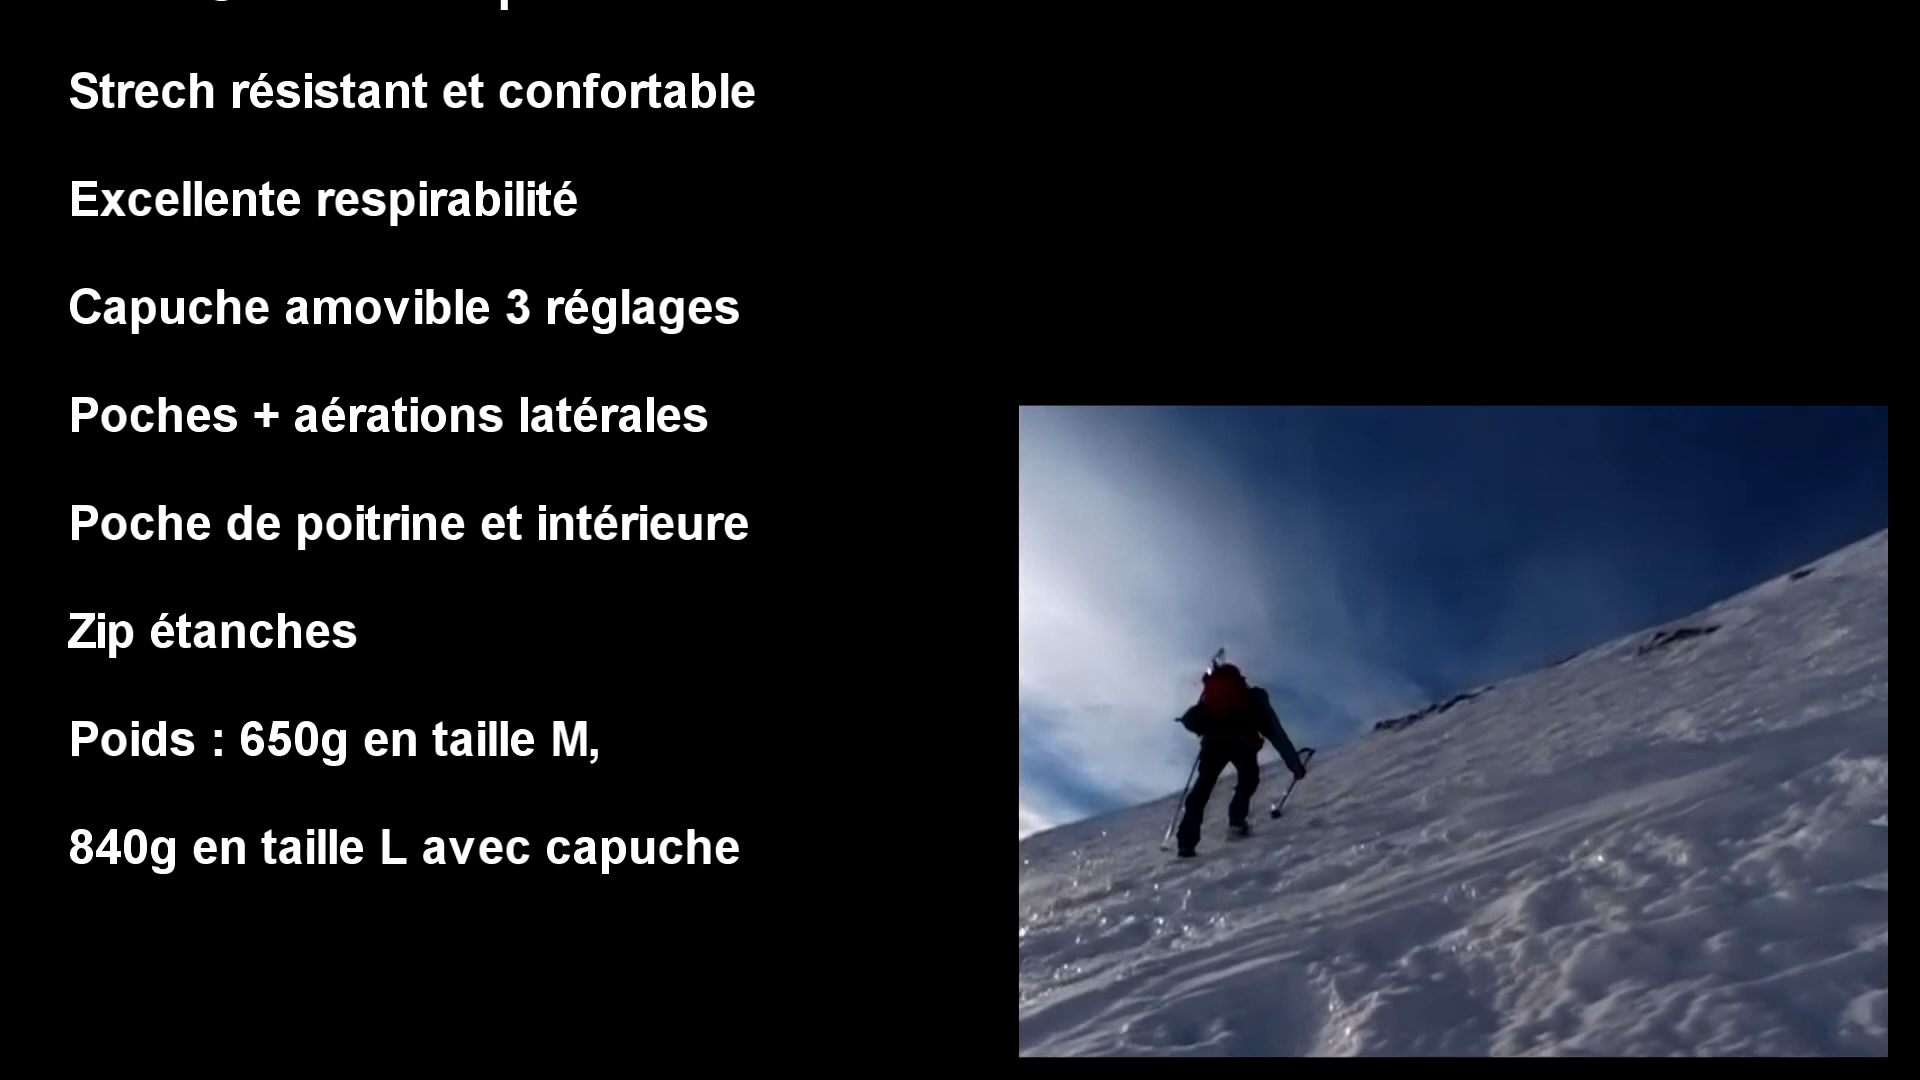 Strech résistant et confortable
Excellente respirabilité
Capuche amovible 3 réglages
Poches + aérations latérales
Poche de poitrine et intérieure
Zip étanches
Poids : 650g en taille M,
840g en taille L avec capuche